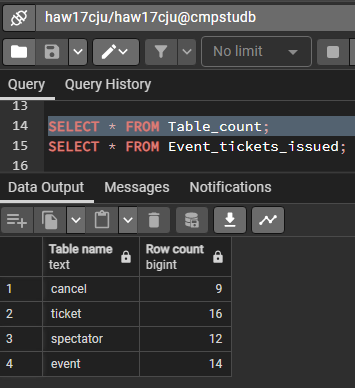 haw17cju/haw17cju@cmpstudb
No limit
Query Query History
13
14 SELECT * FROM Table_count;
15 SELECT * FROM Event_tickets_issued;
Data Output Messages Notifications
Table name Row count
text bigint
1 cancel 9
2 ticket 16
3 spectator 12
4 event 14